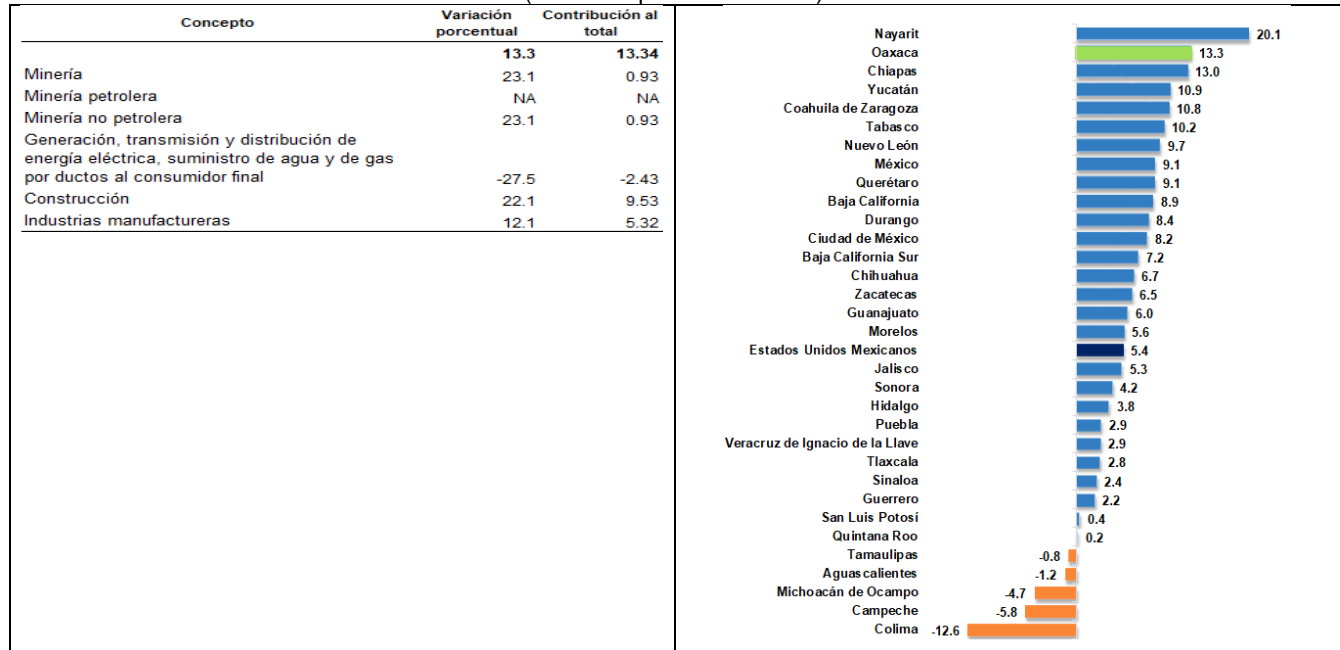 Concepto Variación porcentual Contribución al total
13.3 13.34
Minería 23.1 0.93
Minería petrolera NA NA
Minería no petrolera 23.1 0.93
Generación, transmisión y distribución de
energía eléctrica, suministro de agua y de gas
por ductos al consumidor final -27.5 -2.43
Construcción 22.1 9.53
Industrias manufactureras 12.1 5.32
Nayarit 20.1
Oaxaca 13.3
Chiapas 13.0
Yucatán 10.9
Coahuila de Zaragoza 10.8
Tabasco 10.2
Nuevo León 9.7
México 9.1
Querétaro 9.1
Baja California 8.9
Durango 8.4
Ciudad de México 8.2
Baja California Sur 7.2
Chihuahua 6.7
Zacatecas 6.5
Guanajuato 6.0
Morelos 5.6
Estados Unidos Mexicanos 5.4
Jalisco 5.3
Sonora 4.2
Hidalgo 3.8
Puebla 2.9
Veracruz de Ignacio de la Llave 2.9
Tlaxcala 2.8
Sinaloa 2.4
Guerrero 2.2
San Luis Potosí 0.4
Quintana Roo 0.2
Tamaulipas -0.8
Aguascalientes -1.2
Michoacán de Ocampo -4.7
Campeche -5.8
Colima -12.6